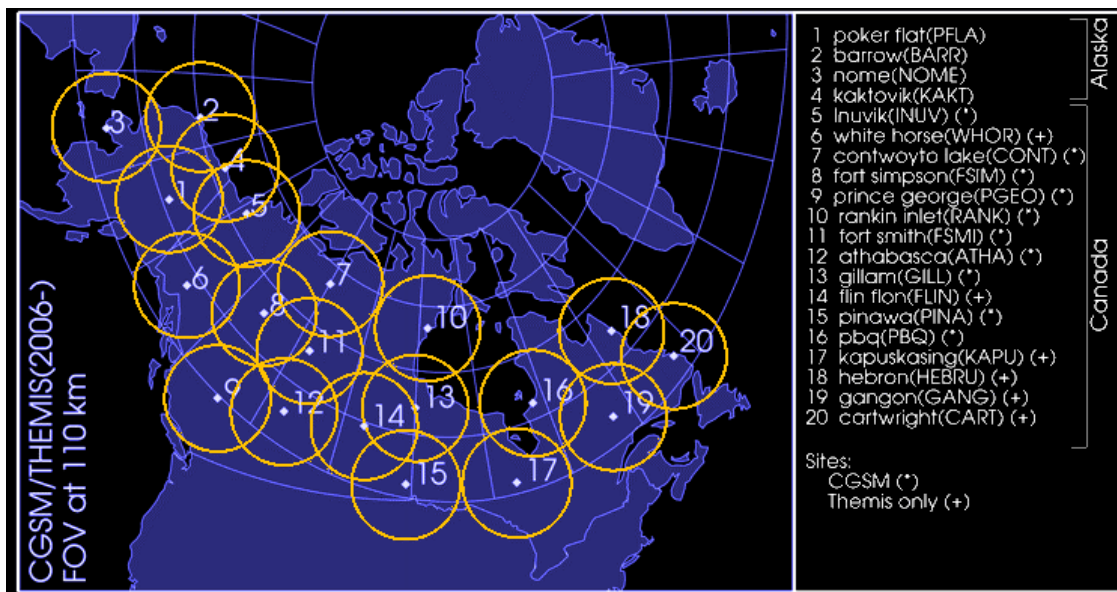 CGSM/THEMIS(2006-)
FOV at 110 km
3
2
4
1
5
6
7
8
10
11
18
20
9
12
13
14
16
19
15
17
1 poker flat(PFLA)
2 barrow(BARR)
3 nome(NOME)
4 kaktovik(KAKT)
Alaska
5 Inuvik(INUV) (*)
6 white horse(WHOR) (+)
7 contwoyto lake(CONT) (*)
8 fort simpson(FSIM) (*)
9 prince george(PGEO) (*)
10 rankin inlet(RANK) (*)
11 fort smith(FSMI) (*)
12 athabasca(ATHA) (*)
13 gillam(GILL) (*)
14 flin flon(FLIN) (+)
15 pinawa(PINA) (*)
16 pbq(PBQ) (*)
17 kapuskasing(KAPU) (+)
18 hebron(HEBRU) (+)
19 gangon(GANG) (+)
20 cartwright(CART) (+)
Canada
Sites:
CGSM (*)
Themis only (+)